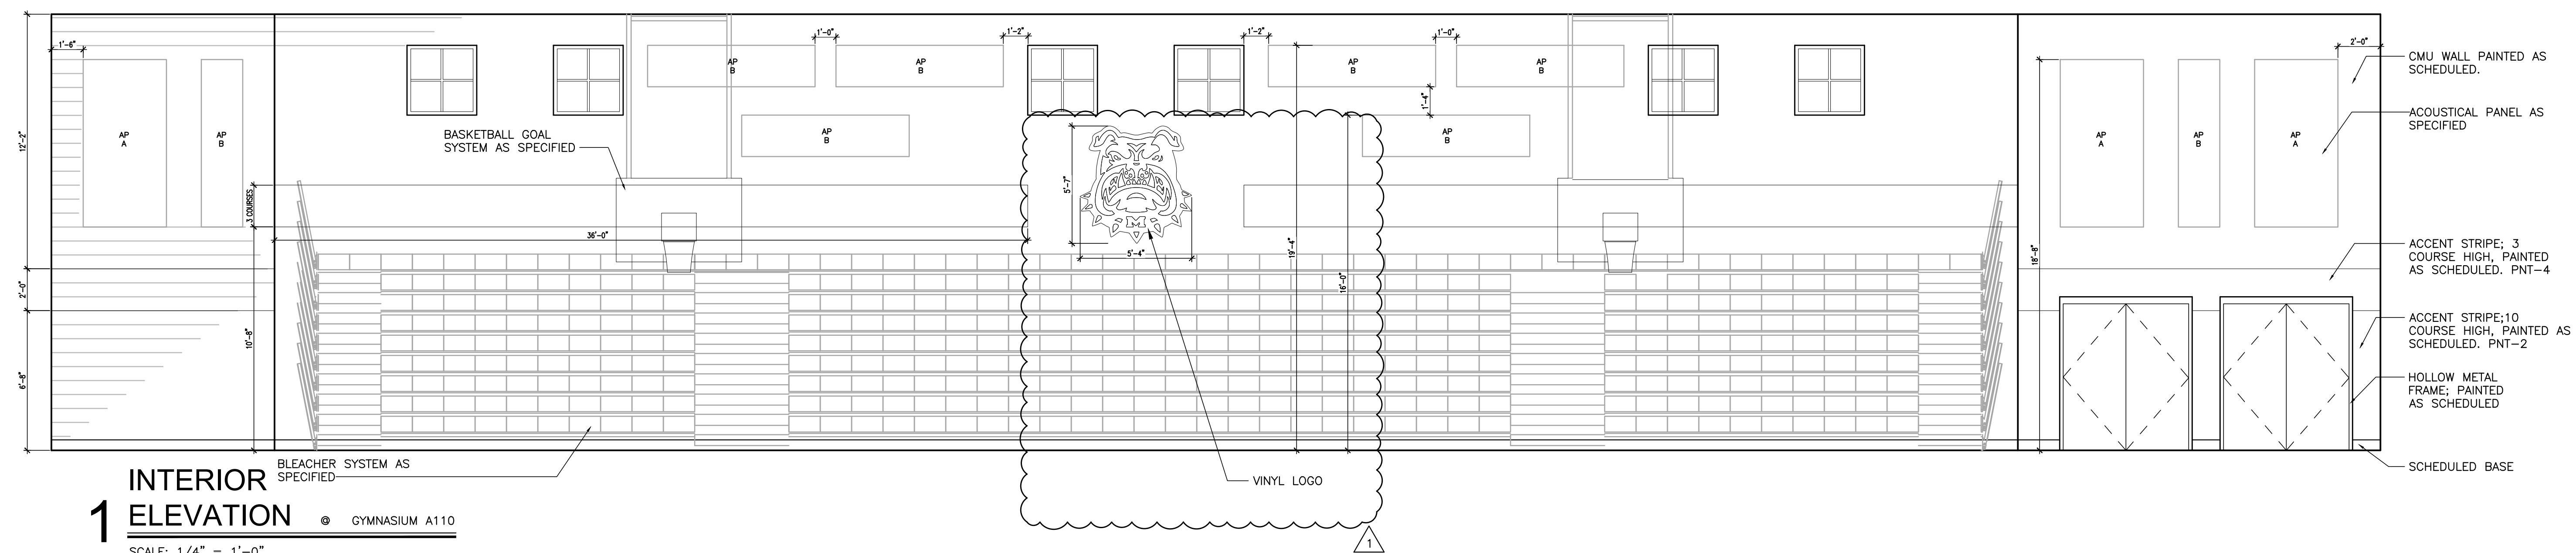 1'-6"
1'-0"
1'-2"
1'-2"
1'-0"
2'-0"
AP
A
AP
B
AP
B
AP
B
AP
B
AP
B
AP
B
AP
B
AP
A
AP
B
AP
A
12'-2"
2'-0"
6'-8"
3 COURSES
10'-8"
36'-0"
BASKETBALL GOAL
SYSTEM AS SPECIFIED
5'-7"
5'-4"
M
19'-4"
16'-0"
1'-4"
18'-8"
CMU WALL PAINTED AS
SCHEDULED.
ACOUSTICAL PANEL AS
SPECIFIED
ACCENT STRIPE; 3
COURSE HIGH, PAINTED
AS SCHEDULED. PNT-4
ACCENT STRIPE;10
COURSE HIGH, PAINTED AS
SCHEDULED. PNT-2
HOLLOW METAL
FRAME; PAINTED
AS SCHEDULED
SCHEDULED BASE
BLEACHER SYSTEM AS
SPECIFIED
VINYL LOGO
1
1
INTERIOR
ELEVATION @ GYMNASIUM A110
SCALE: 1/4" = 1'-0"